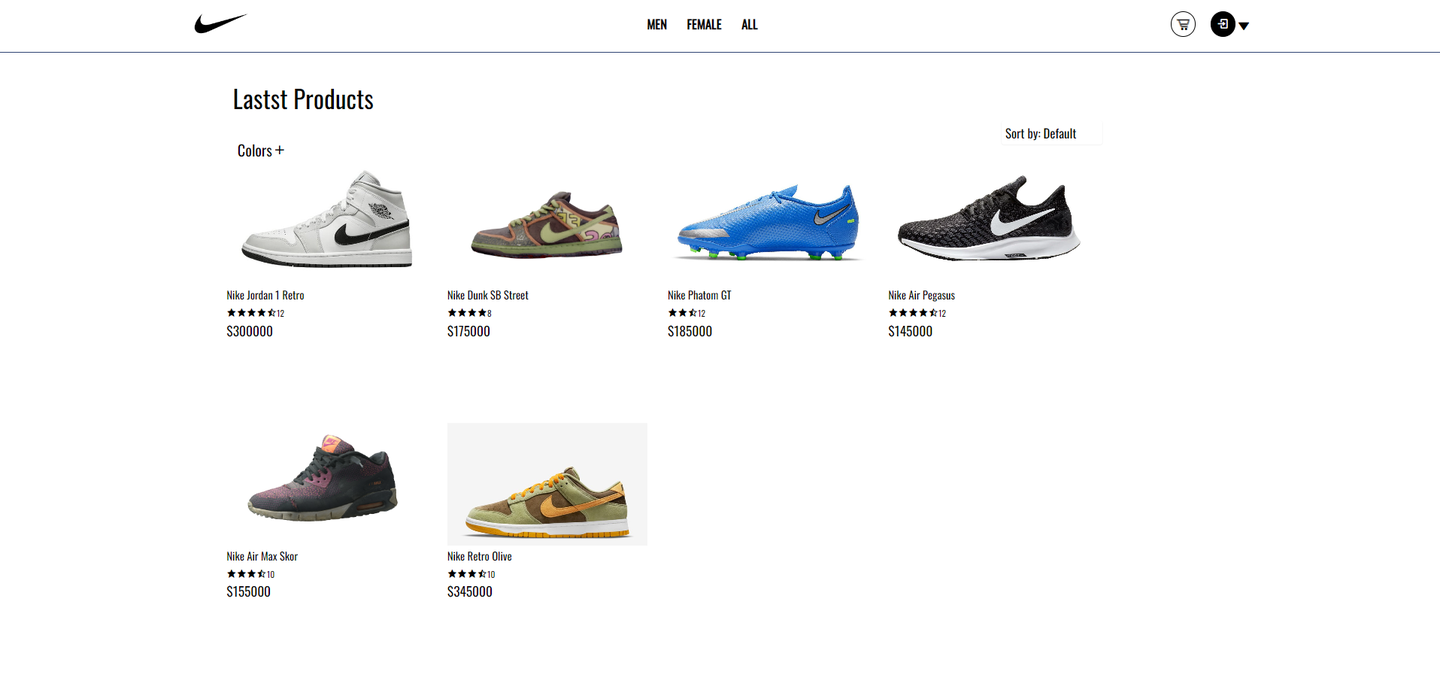 MEN FEMALE ALL
Lastst Products
Sort by: Default
Colors +
Nike Jordan 1 Retro
12
$300000
Nike Dunk SB Street
8
$175000
Nike Phatom GT
12
$185000
Nike Air Pegasus
12
$145000
Nike Air Max Skor
10
$155000
Nike Retro Olive
10
$345000